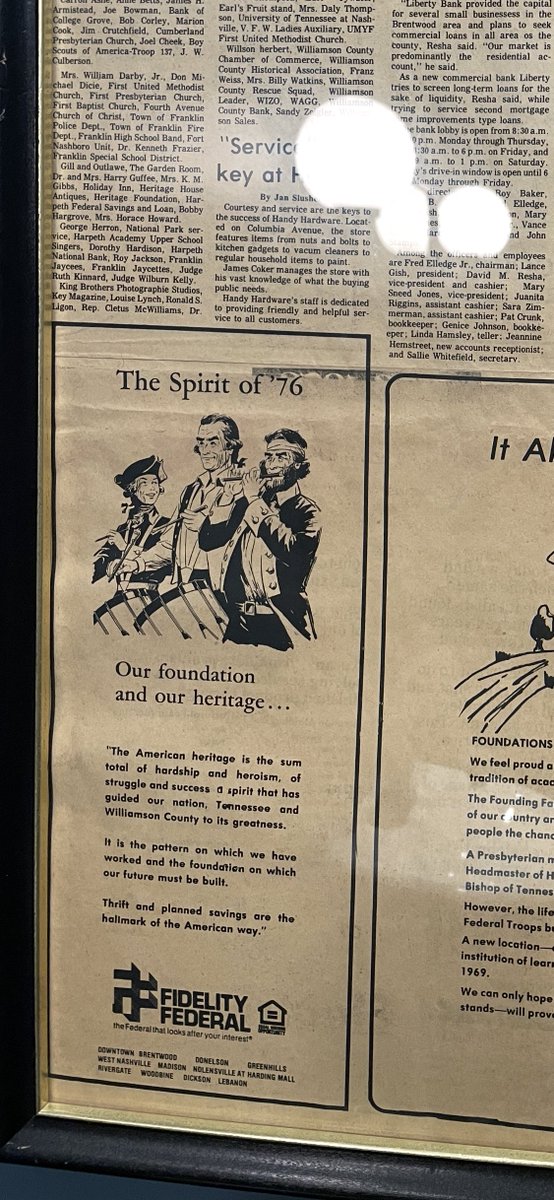 Armistead, Joe Bowman, Bank of
College Grove, Bob Corley, Marion
Cook, Jim Crutchfield, Cumberland
Presbyterian Church, Joel Cheek, Boy
Scouts of America-Troop 137, J. W.
Culberson.
Mrs. William Darby, Jr., Don Mi-
chael Dicie, First United Methodist
Church, First Presbyterian Church,
First Baptist Church, Fourth Avenue
Church of Christ, Town of Franklin
Police Dept., Town of Franklin Fire
Dept., Franklin High School Band, Fort
Nashboro Unit, Dr. Kenneth Frazier,
Franklin Special School District.
Gill and Outlawe, The Garden Room,
Dr. and Mrs. Harry Guffee, Mrs. K. M.
Gibbs, Holiday Inn, Heritage House
Antiques, Heritage Foundation, Har-
peth Federal Savings and Loan, Bobby
Hargrove, Mrs. Horace Howard.
George Herron, National Park ser-
vice, Harpeth Academy Upper School
Singers, Dorothy Hardison, Harpeth
National Bank, Roy Jackson, Franklin
Jaycees, Franklin Jaycettes, Judge
Ruth Kinnard, Judge Wilburn Kelly.
King Brothers Photographe Studios,
Key Magazine, Louise Lynch, Ronald S.
Ligon, Rep. Cletus McWilliams, Dr.
Earl's Fruit stand, Mrs. Daly Thomp-
son, University of Tennessee at Nash-
ville, V. F. W. Ladies Auxiliary, UMYF
First United Methodist Church.
Willson herbert, Williamson County
Chamber of Commerce, Williamson
County Historical Association, Franz
Weiss, Mrs. Billy Watkins, Williamson
County Rescue Squad, Williamson
Leader, WIZO, WAGG, Williamson
County Bank, Sandy
son Sales.
"Service
key at H
By Jan Slush
Courtesy and service are the keys to
the success of Handy Hardware. Locat-
ed on Columbia Avenue, the store
features items from nuts and bolts to
kitchen gadgets to vacuum cleaners to
regular household items to paint.
James Coker manages the store with
his vast knowledge of what the buying
public needs.
Handy Hardware's staff is dedicated
to providing friendly and helpful ser-
vice to all customers.
"Liberty Bank provided the capital
for several small businesses in the
Brentwood area and plans to seek
commercial loans in all areas os the
county, Resha said. "Our market is
predominantly the residential ac-
count," he said.
As a new commercial bank Liberty
tries to screen long-term loans for the
sake of liquidity, Resha said, while
trying to service second mortgage
home improvements type loans.
bank lobby is open from 8:30 a.m.
p.m. Monday through Thursday,
:30 a.m. to 6 p.m. on Friday, and
a.m. to 1 p.m. on Saturday.
's drive-in window is open until 6
Monday through Friday.
Roy Baker,
B. Elledge,
Mary
Vance
and John
Among the officers and employees
are Fred Elledge Jr., chairman; Lance
Gish, president; David M. Resha,
vice-president and cashier; Mary
Sneed Jones, vice-president; Juanita
Riggins, assistant cashier; Sara Zim-
merman, assistant cashier; Pat Crunk,
bookkeeper; Genice Johnson, bookke-
eper; Linda Hamsley, teller; Jeannine
Hemstreet, new accounts receptionist;
and Sallie Whitefield, secretary.
The Spirit of '76
Our foundation
and our heritage...
"The American heritage is the sum
total of hardship and heroism, of
struggle and success a spirit that has
guided our nation, Tennessee and
Williamson County to its greatness.
It is the pattern on which we have
worked and the foundation on which
our future must be built.
Thrift and planned savings are the
hallmark of the American way."
FIDELITY
FEDERAL
the Federal that looks after your interest®
EQUAL HOUSING
OPPORTUNITY
DOWNTOWN BRENTWOOD DONELSON GREENHILLS
WEST NASHVILLE MADISON NOLENSVILLE AT HARDING MALL
RIVERGATE WOODBINE DICKSON LEBANON
It Al
FOUNDATIONS
We feel proud a
tradition of acad
The Founding Fa
of our country an
people the chanc
A Presbyterian m
Headmaster of H
Bishop of Tennes
However, the life
Federal Troops be
A new location—
institution of learn
1969.
We can only hope
stands—will prove